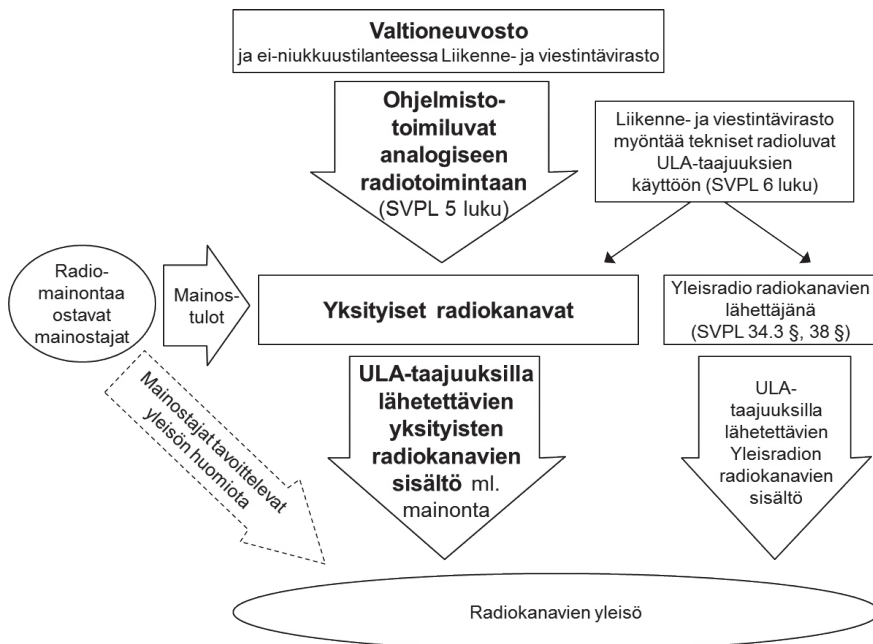 Valtioneuvosto
ja ei-niukkuustilanteessa Liikenne- ja viestintävirasto
Ohjelmisto-
toimiluvat
analogiseen
radiotoimintaan
(SVPL 5 luku)
Liikenne- ja viestintävirasto
myöntää tekniset radioluvat
ULA-taajuuksien
käyttöön (SVPL 6 luku)
Radio-
mainontaa
ostavat
mainostajat
Mainos-
tulot
Yksityiset radiokanavat
Yleisradio radiokanavien
lähettäjänä
(SVPL 34.3 §, 38 §)
Mainostajat tavoittelevat
yleisön huomiota
ULA-taajuuksilla
lähetettävien
yksityisten
radiokanavien
sisältö ml.
mainonta
ULA-
taajuuksilla
lähetettävien
Yleisradion
radiokanavien
sisältö
Radiokanavien yleisö